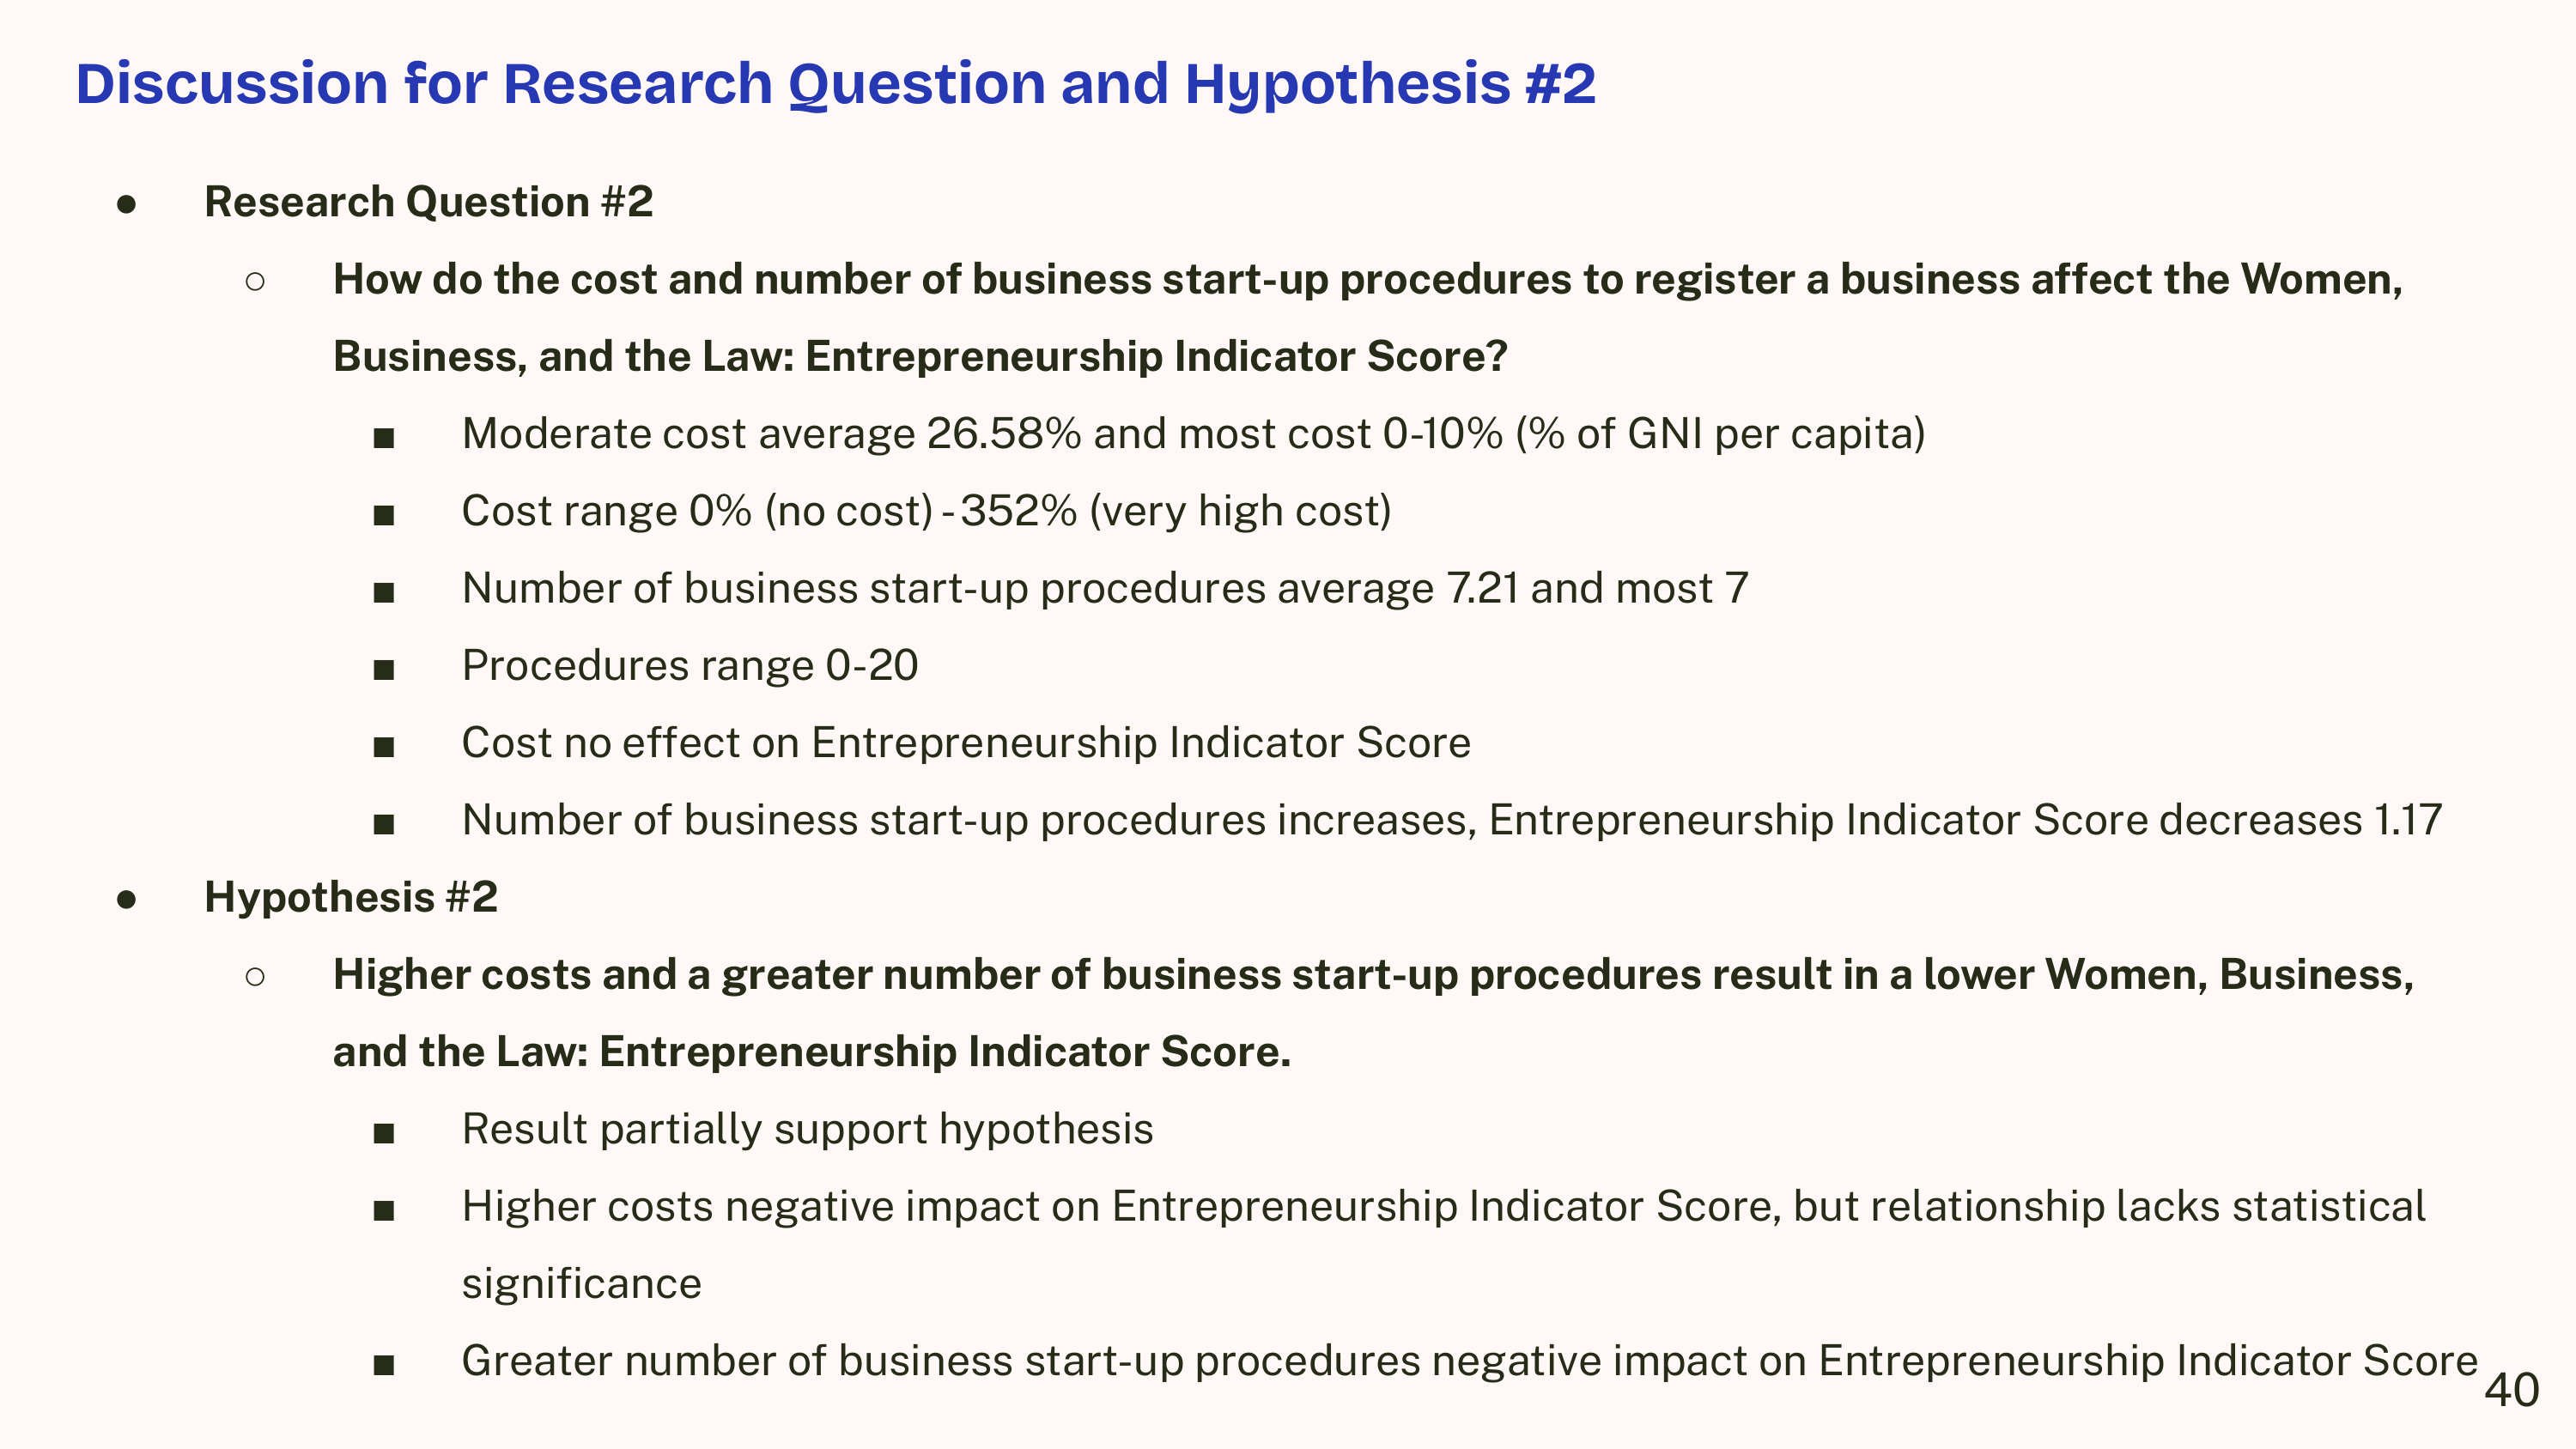 Discussion for Research Question and Hypothesis #2
● Research Question #2
○ How do the cost and number of business start-up procedures to register a business affect the Women,
Business, and the Law: Entrepreneurship Indicator Score?
■ Moderate cost average 26.58% and most cost 0-10% (% of GNI per capita)
■ Cost range 0% (no cost) - 352% (very high cost)
■ Number of business start-up procedures average 7.21 and most 7
■ Procedures range 0-20
■ Cost no effect on Entrepreneurship Indicator Score
■ Number of business start-up procedures increases, Entrepreneurship Indicator Score decreases 1.17
● Hypothesis #2
○ Higher costs and a greater number of business start-up procedures result in a lower Women, Business,
and the Law: Entrepreneurship Indicator Score.
■ Result partially support hypothesis
■ Higher costs negative impact on Entrepreneurship Indicator Score, but relationship lacks statistical
significance
■ Greater number of business start-up procedures negative impact on Entrepreneurship Indicator Score
40